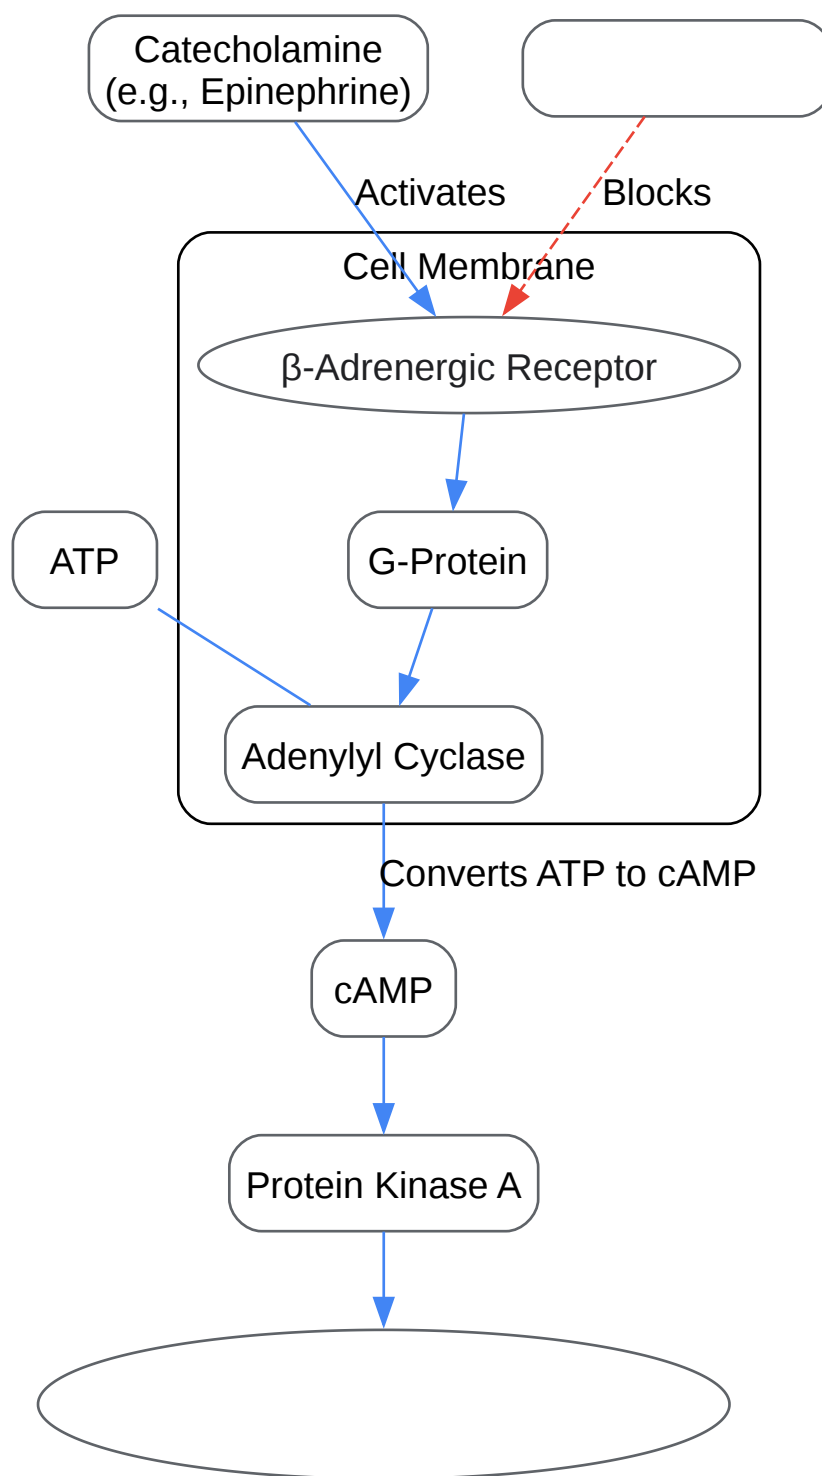 Catecholamine
(e.g., Epinephrine)
Activates
Blocks
Cell Membrane
β-Adrenergic Receptor
ATP
G-Protein
Adenylyl Cyclase
Converts ATP to cAMP
cAMP
Protein Kinase A